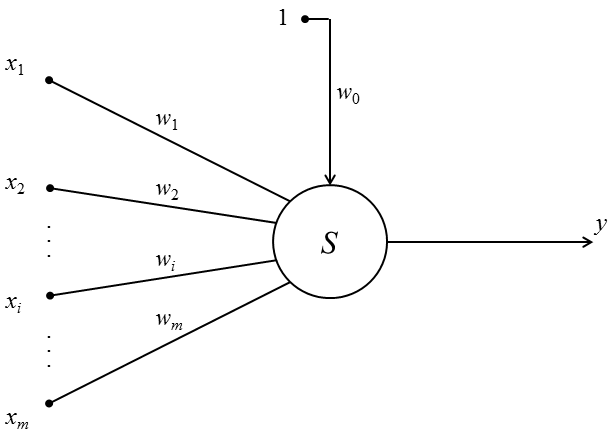 1
x₁
w₀
w₁
x₂
w₂
y
S
wᵢ
xᵢ
wₘ
xₘ